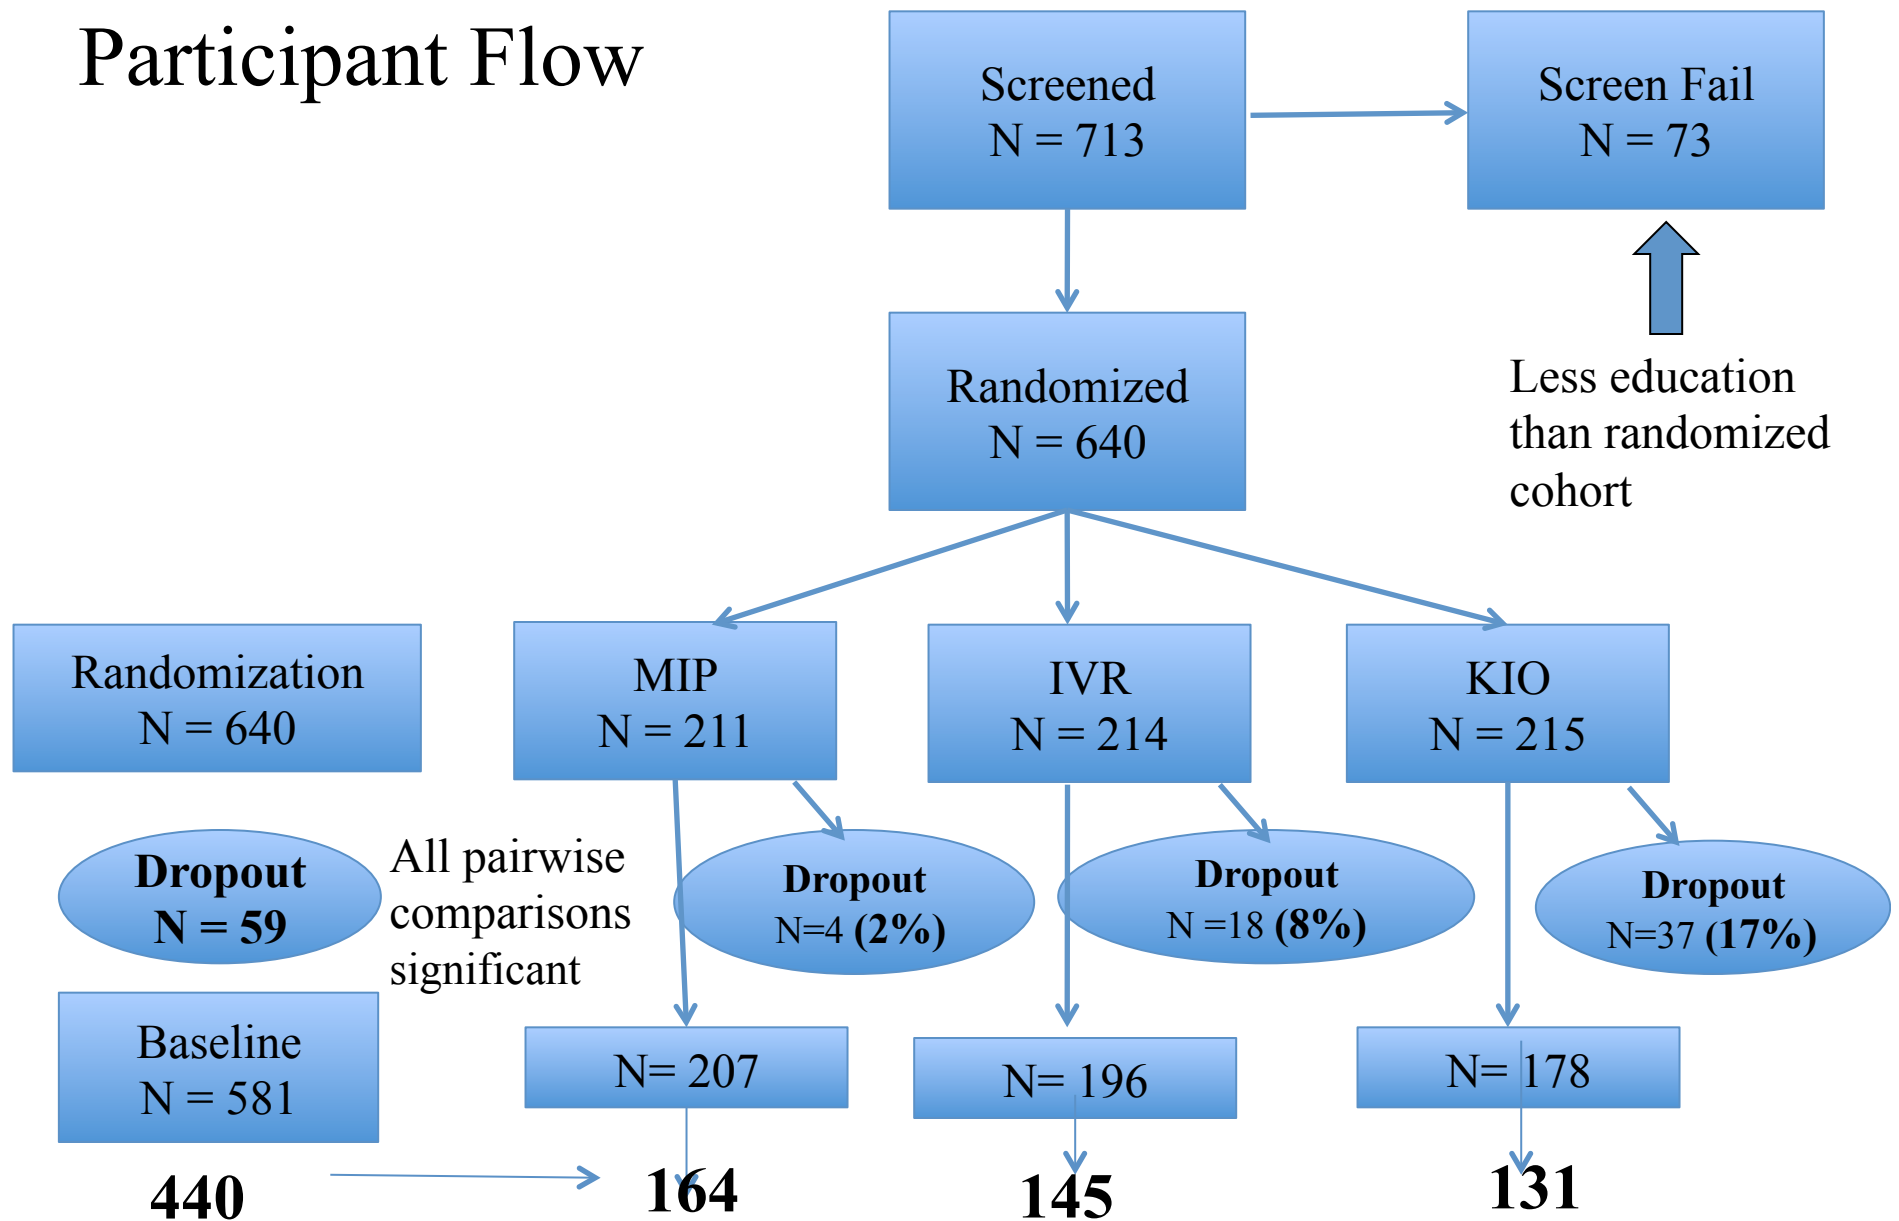 Participant Flow
Screened
N = 713
Screen Fail
N = 73
Randomized
N = 640
Less education
than randomized
cohort
Randomization
N = 640
MIP
N = 211
IVR
N = 214
KIO
N = 215
Dropout
N = 59
All pairwise
comparisons
significant
Dropout
N=4 (2%)
Dropout
N =18 (8%)
Dropout
N=37 (17%)
Baseline
N = 581
N= 207
N= 196
N= 178
440
164
145
131